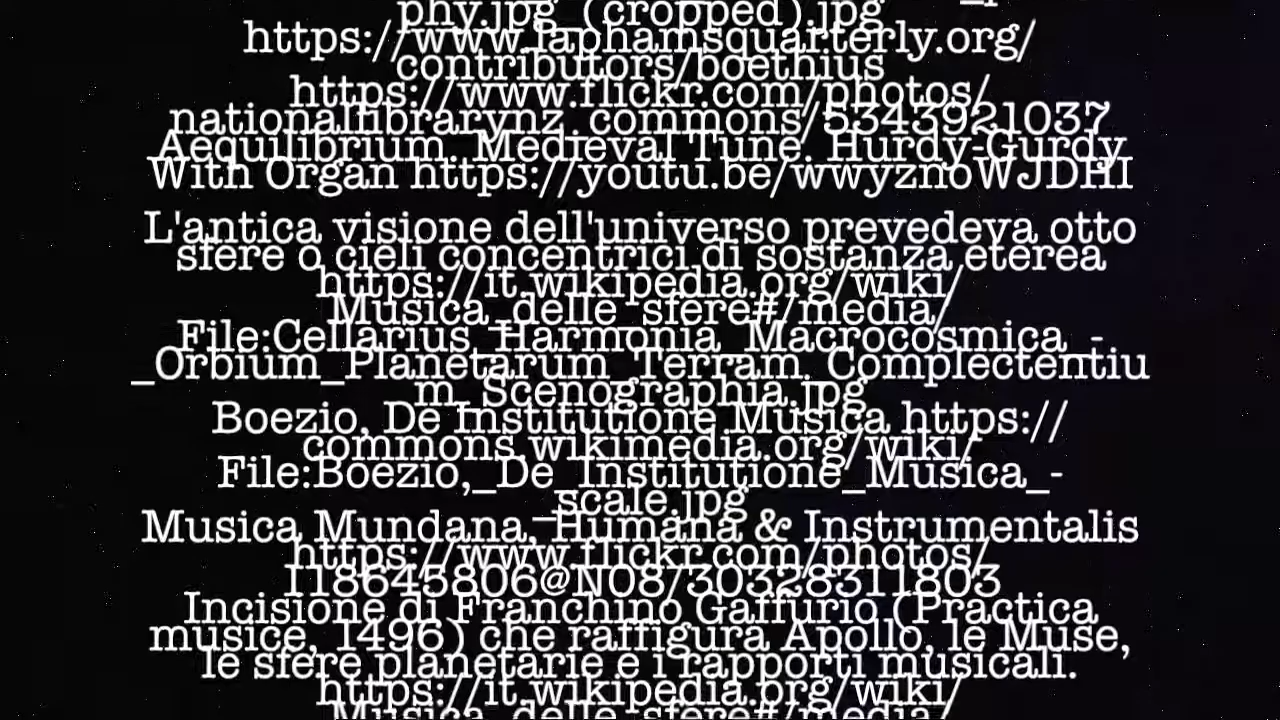 phy.jpg_(cropped).jpg
https://www.laphamsquarterly.org/
contributors/boethius
https://www.flickr.com/photos/
nationallibrarynz_commons/5343921037
Aequilibrium. Medieval Tune. Hurdy-Gurdy
With Organ https://youtu.be/wwyznoWJDHI
L'antica visione dell'universo prevedeva otto
sfere o cieli concentrici di sostanza eterea
https://it.wikipedia.org/wiki/
Musica_delle_sfere#/media/
File:Cellarius_Harmonia_Macrocosmica_-
_Orbium_Planetarum_Terram_Complectentiu
m_Scenographia.jpg
Boezio, De Institutione Musica https://
commons.wikimedia.org/wiki/
File:Boezio,_De_Institutione_Musica_-
_scale.jpg
Musica Mundana, Humana & Instrumentalis
https://www.flickr.com/photos/
118645806@N08/30328311803
Incisione di Franchino Gaffurio (Practica
musice, 1496) che raffigura Apollo, le Muse,
le sfere planetarie e i rapporti musicali.
https://it.wikipedia.org/wiki/
Musica_delle_sfere#/media/